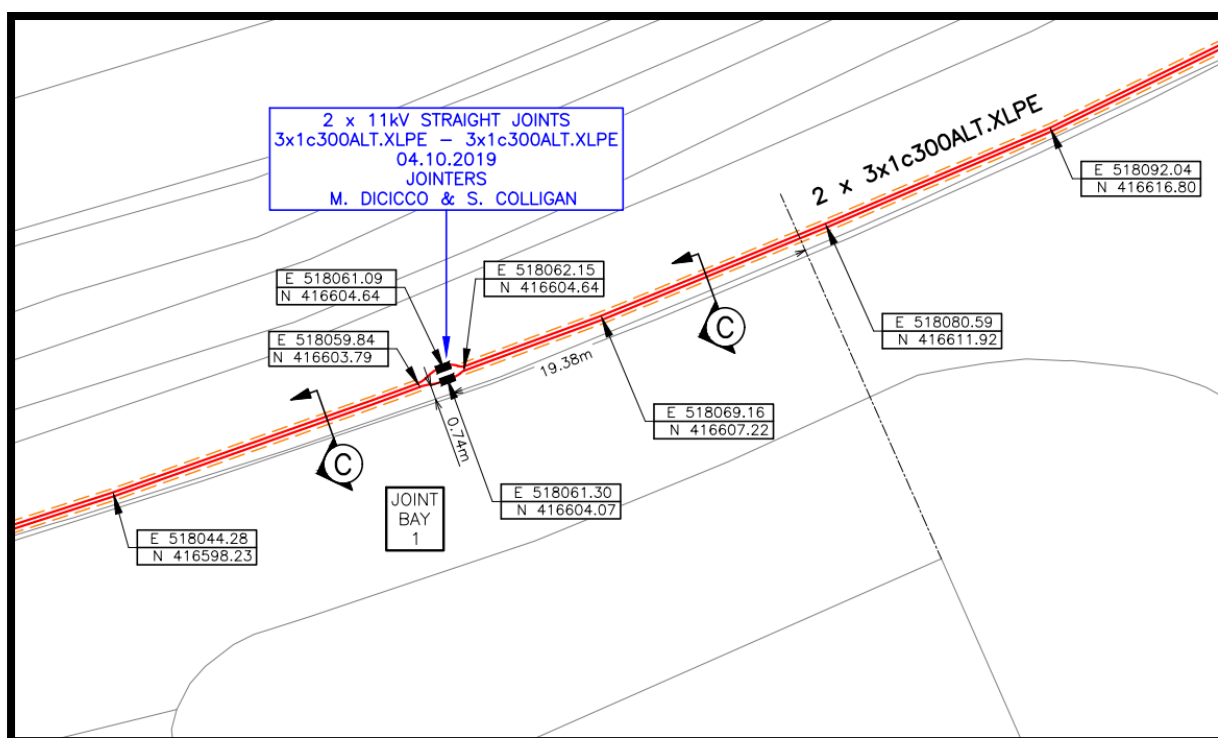 2 x 11kV STRAIGHT JOINTS
3x1c300ALT.XLPE – 3x1c300ALT.XLPE
04.10.2019
JOINTERS
M. DICICCO & S. COLLIGAN
2 x 3x1c300ALT.XLPE
E 518092.04
N 416616.80
E 518061.09
N 416604.64
E 518062.15
N 416604.64
E 518059.84
N 416603.79
E 518080.59
N 416611.92
C
19.38m
E 518069.16
N 416607.22
0.74m
C
JOINT
BAY
1
E 518061.30
N 416604.07
E 518044.28
N 416598.23